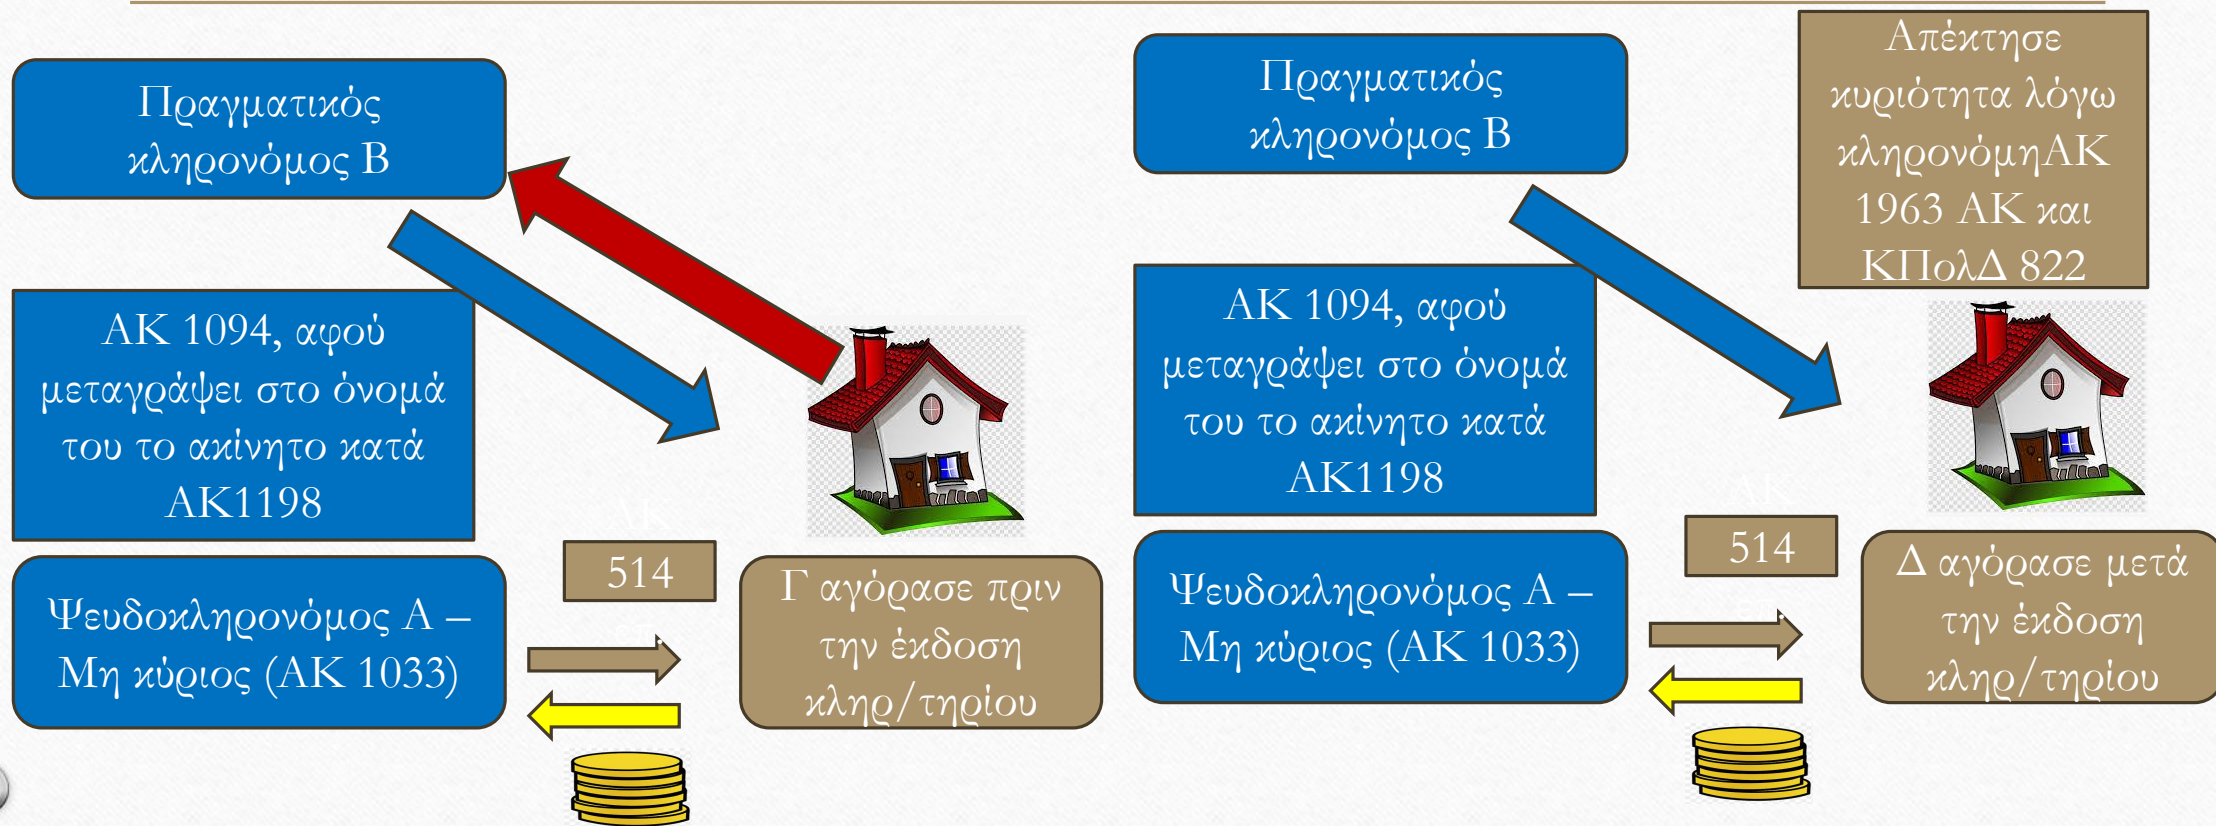 Πραγματικός
κληρονόμος Β
ΑΚ 1094, αφού
μεταγράψει στο όνομά
του το ακίνητο κατά
ΑΚ1198
Ψευδοκληρονόμος Α –
Μη κύριος (ΑΚ 1033)
514
Γ αγόρασε πριν
την έκδοση
κληρ/τηρίου
Πραγματικός
κληρονόμος Β
ΑΚ 1094, αφού
μεταγράψει στο όνομά
του το ακίνητο κατά
ΑΚ1198
Ψευδοκληρονόμος Α –
Μη κύριος (ΑΚ 1033)
514
Απέκτησε
κυριότητα λόγω
κληρονόμηΑΚ
1963 ΑΚ και
ΚΠολΔ 822
Δ αγόρασε μετά
την έκδοση
κληρ/τηρίου